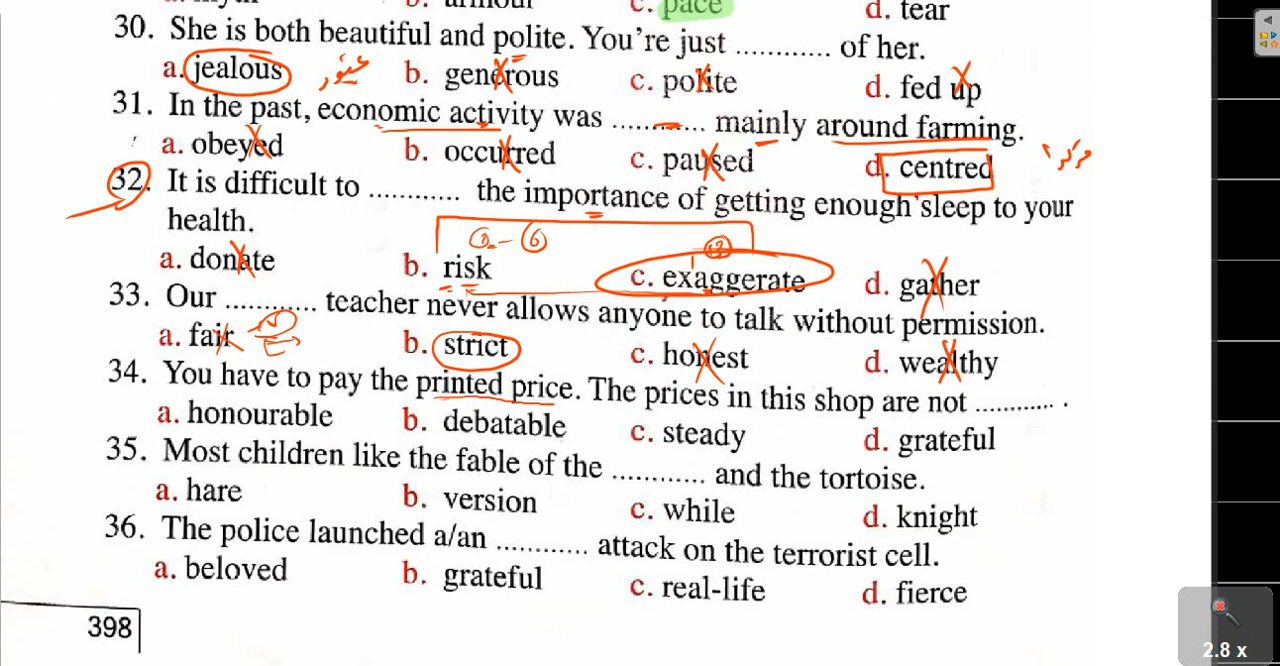 c. pace d. tear
30. She is both beautiful and polite. You're just ............ of her.
a. jealous b. generous c. polite d. fed up
31. In the past, economic activity was ............ mainly around farming.
a. obeyed b. occurred c. paused d. centred
32. It is difficult to ............ the importance of getting enough sleep to your
health.
a. donate b. risk c. exaggerate d. gather
33. Our ............ teacher never allows anyone to talk without permission.
a. fair b. strict c. honest d. wealthy
34. You have to pay the printed price. The prices in this shop are not ............ .
a. honourable b. debatable c. steady d. grateful
35. Most children like the fable of the ............ and the tortoise.
a. hare b. version c. while d. knight
36. The police launched a/an ............ attack on the terrorist cell.
a. beloved b. grateful c. real-life d. fierce
398
2.8 x